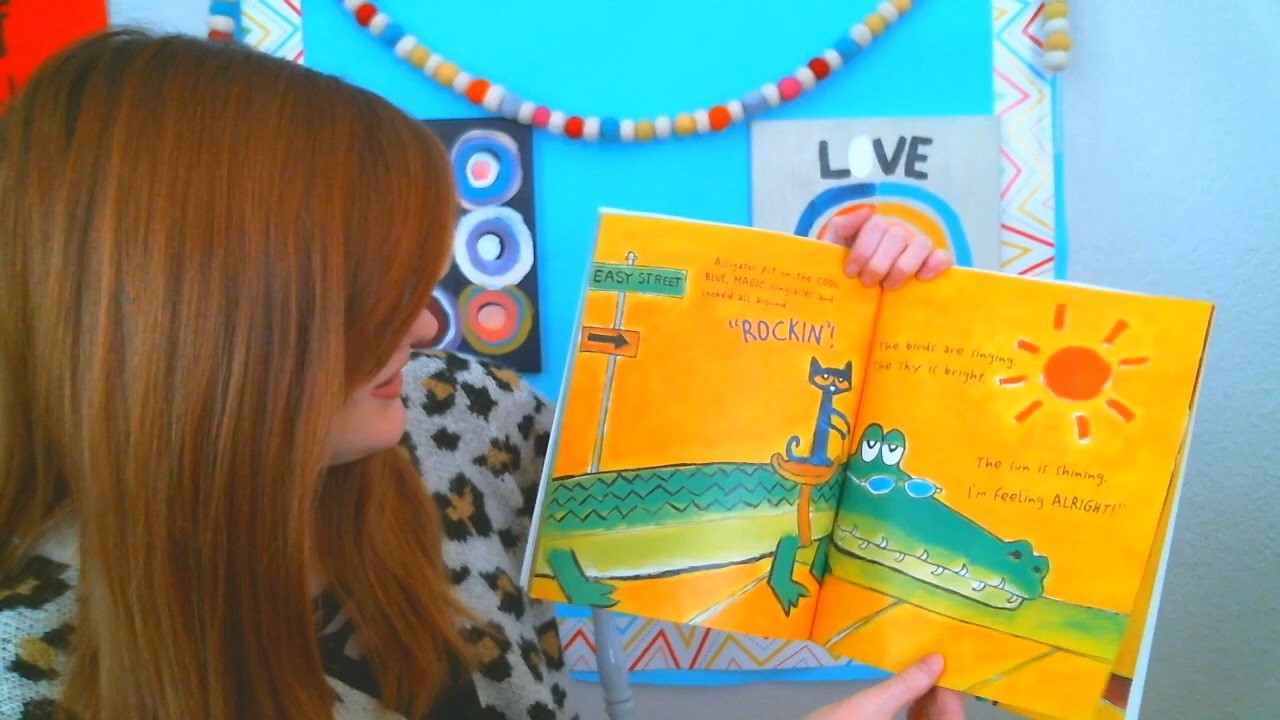 LOVE
EASY STREET
Alligator put on the COOL,
BLUE, MAGIC sunglasses and
looked all around.
"ROCKIN'!
The birds are singing.
The sky is bright.
The sun is shining.
I'm feeling ALRIGHT!"